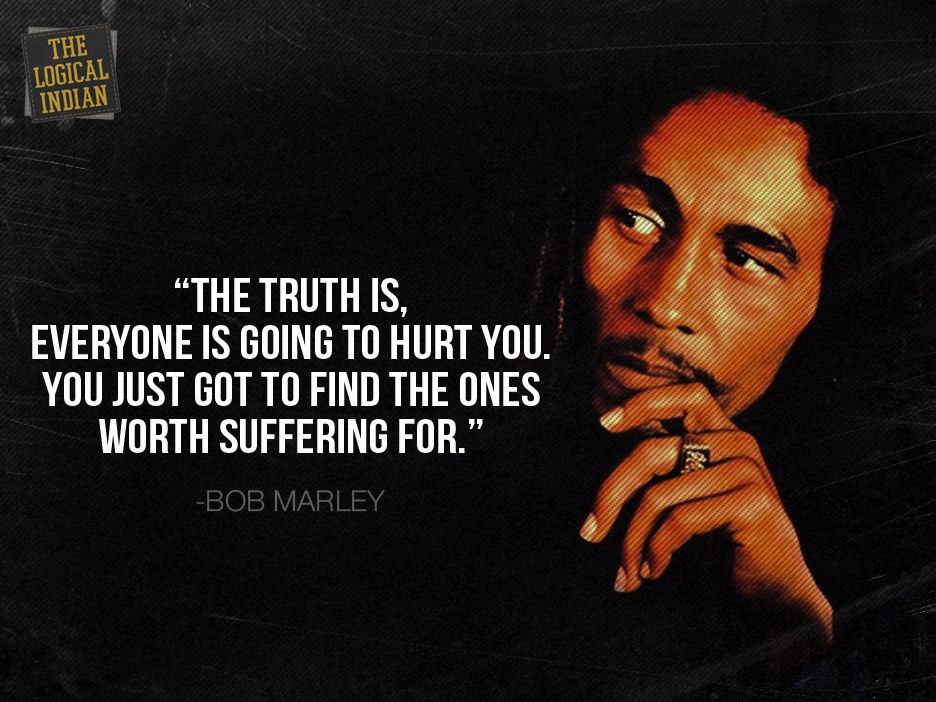 THE
LOGICAL
INDIAN
“THE TRUTH IS,
EVERYONE IS GOING TO HURT YOU.
YOU JUST GOT TO FIND THE ONES
WORTH SUFFERING FOR.”
-BOB MARLEY